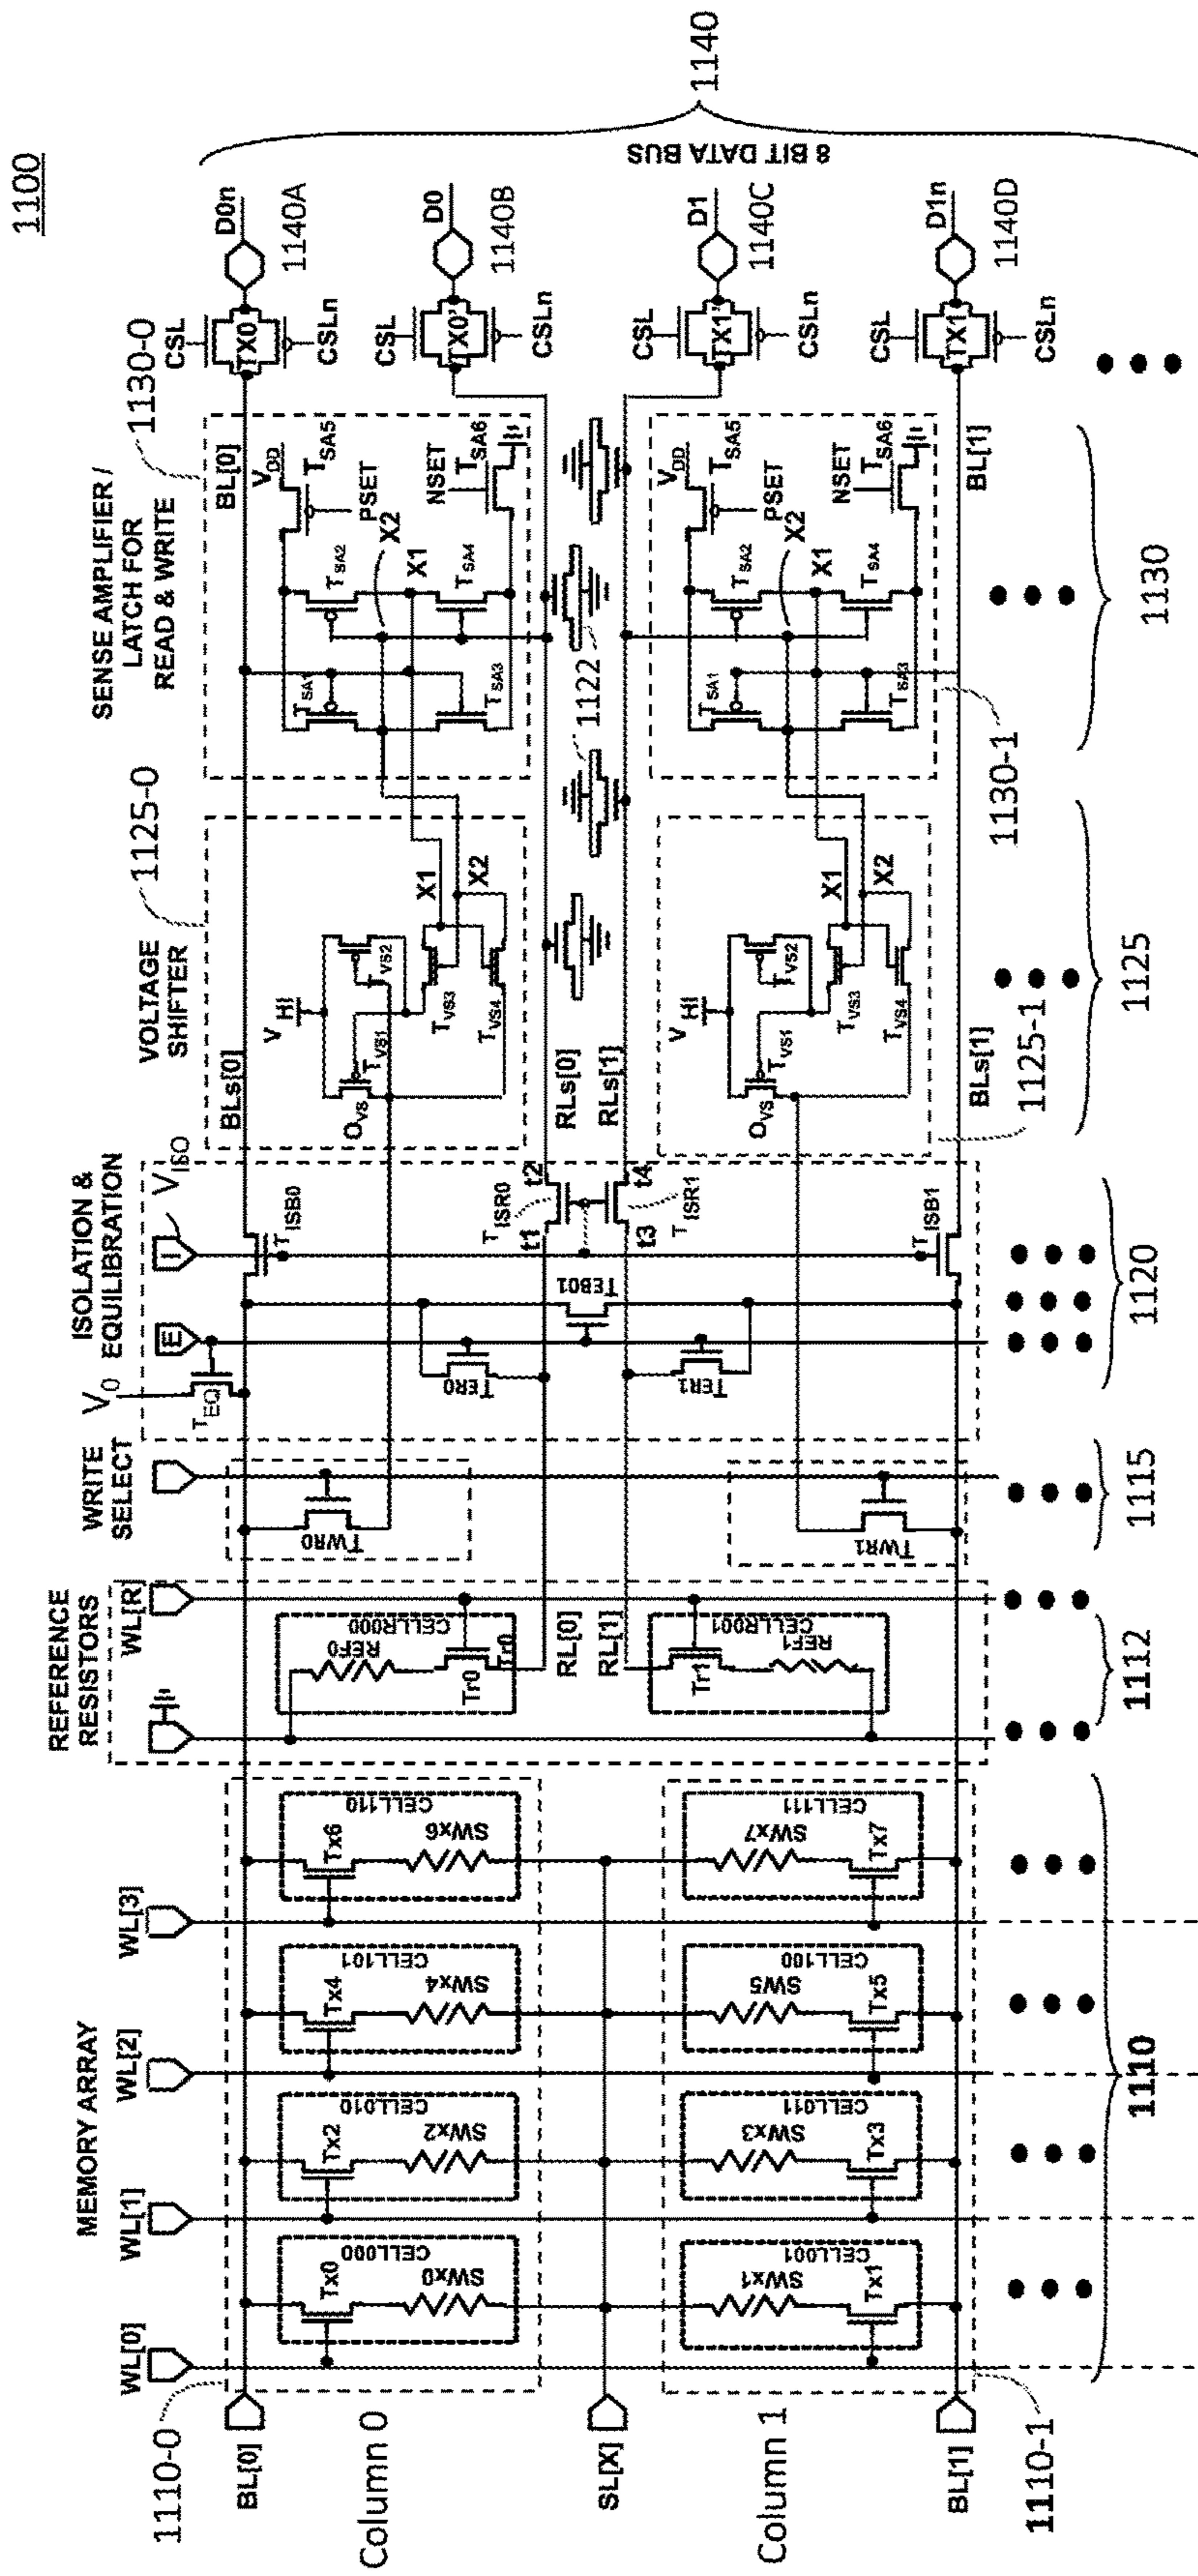 1100
MEMORY ARRAY
REFERENCE
RESISTORS
WRITE
SELECT
ISOLATION &
EQUILIBRATION
VOLTAGE
SHIFTER
SENSE AMPLIFIER /
LATCH FOR
READ & WRITE
1110-0
WL[0]
WL[1]
WL[2]
WL[3]
WL[R]
V0
E
I
VISO
1125-0
1130-0
BL[0]
TEQ
TISB0
BLs[0]
BL[0]
CSL
TX0
CSLn
D0n
1140A
Column 0
Tx0
CELL000
SWx0
Tx2
CELL010
SWx2
Tx4
CELL101
SWx4
Tx6
CELL110
SWx6
REF0
CELLR000
Tr0
Tr0
TWR0
TER0
VHI
OVS
TVS1
TVS2
TVS3
TVS4
X1
X2
TSA1
TSA2
TSA3
TSA4
X1
X2
VDD
TSA5
PSET
NSET
TSA6
CSL
TX0'
CSLn
D0
1140B
SL[X]
RL[0]
RL[1]
TEBO1
TISR0
t1
t2
t3
t4
TISR1
RLs[0]
RLs[1]
1122
8 BIT DATA BUS
1140
CSL
TX1'
CSLn
D1
1140C
Column 1
SWx1
CELL001
Tx1
SWx3
CELL011
Tx3
SW5
CELL100
Tx5
SWx7
CELL111
Tx7
Tr1
CELLR001
REF1
TWR1
TER1
TISB1
VHI
OVS
TVS1
TVS2
TVS3
TVS4
X1
X2
TSA1
TSA2
TSA3
TSA4
X1
X2
VDD
TSA5
PSET
NSET
TSA6
BL[1]
BLs[1]
BL[1]
CSL
TX1
CSLn
D1n
1140D
1110-1
1125-1
1130-1
1110
1112
1115
1120
1125
1130